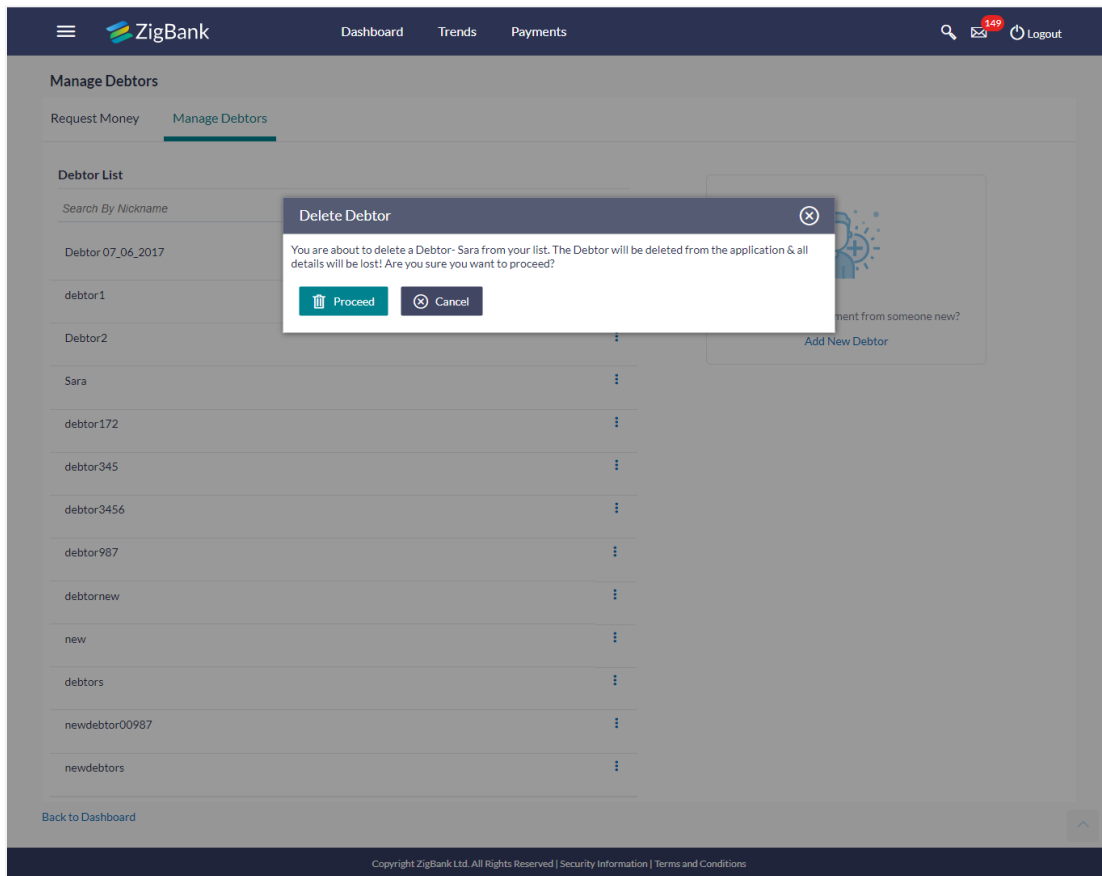 ZigBank
Dashboard Trends Payments
149
Logout
Manage Debtors
Request Money Manage Debtors
Debtor List
Search By Nickname
Delete Debtor
You are about to delete a Debtor- Sara from your list. The Debtor will be deleted from the application & all
details will be lost! Are you sure you want to proceed?
Proceed Cancel
Debtor 07_06_2017
debtor1
Debtor2
Sara
debtor172
debtor345
debtor3456
debtor987
debtornew
new
debtors
newdebtor00987
newdebtors
from someone new?
Add New Debtor
Back to Dashboard
Copyright ZigBank Ltd. All Rights Reserved | Security Information | Terms and Conditions